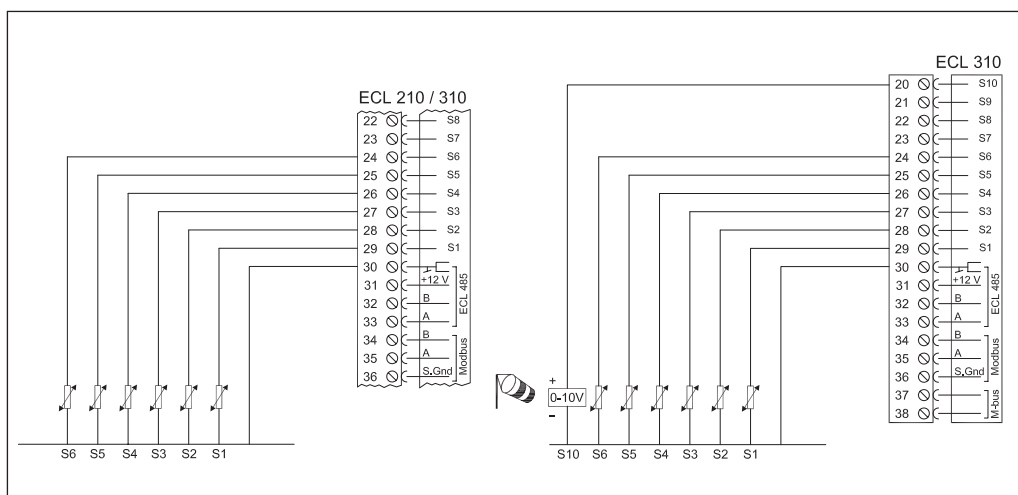 ECL 210 / 310
22 S8
23 S7
24 S6
25 S5
26 S4
27 S3
28 S2
29 S1
30
31 +12 V
32 B
33 A
ECL 485
34 B
35 A
36 S.Gnd
Modbus
S6 S5 S4 S3 S2 S1
ECL 310
20 S10
21 S9
22 S8
23 S7
24 S6
25 S5
26 S4
27 S3
28 S2
29 S1
30
31 +12 V
32 B
33 A
ECL 485
34 B
35 A
36 S.Gnd
Modbus
37
38
M-bus
+
0-10V
–
S10 S6 S5 S4 S3 S2 S1